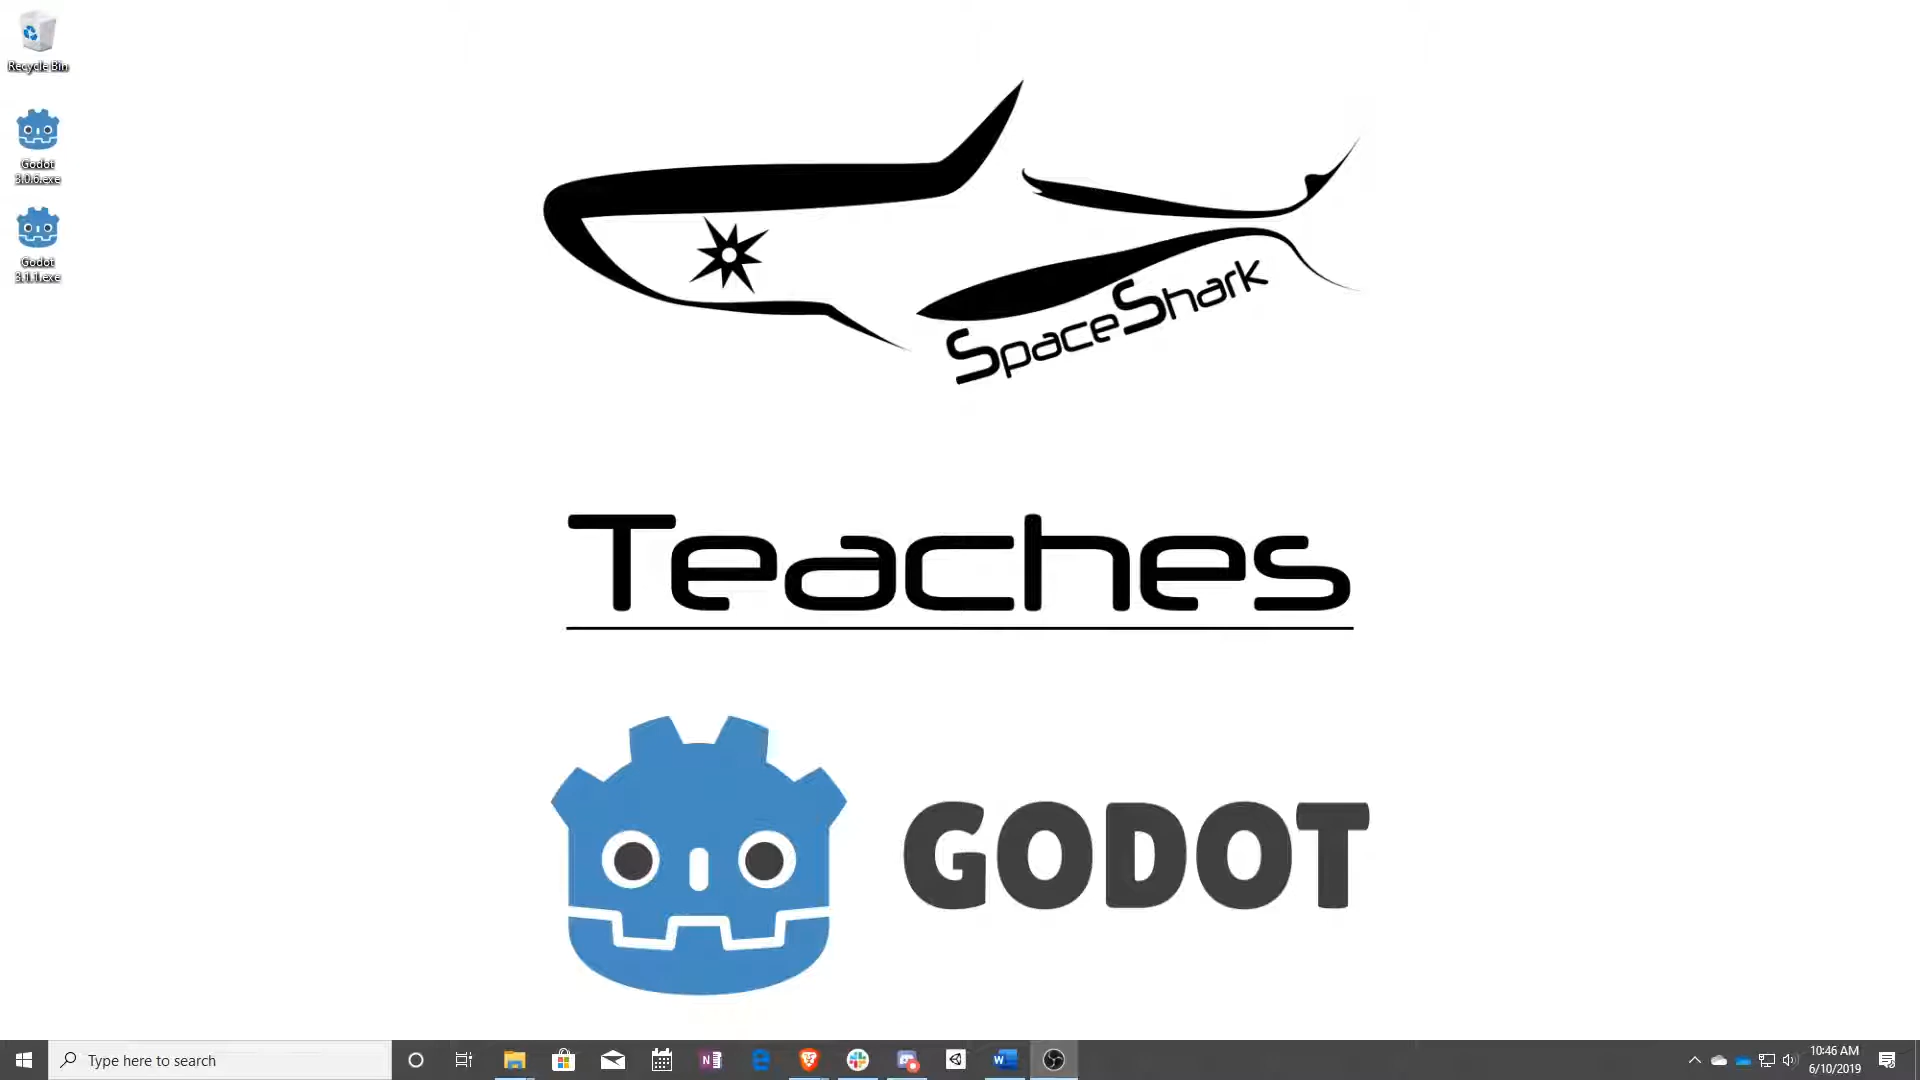 Recycle Bin
Godot
3.0.6.exe
Godot
3.1.1.exe
SpaceShark
Teaches
GODOT
Type here to search
10:46 AM
6/10/2019